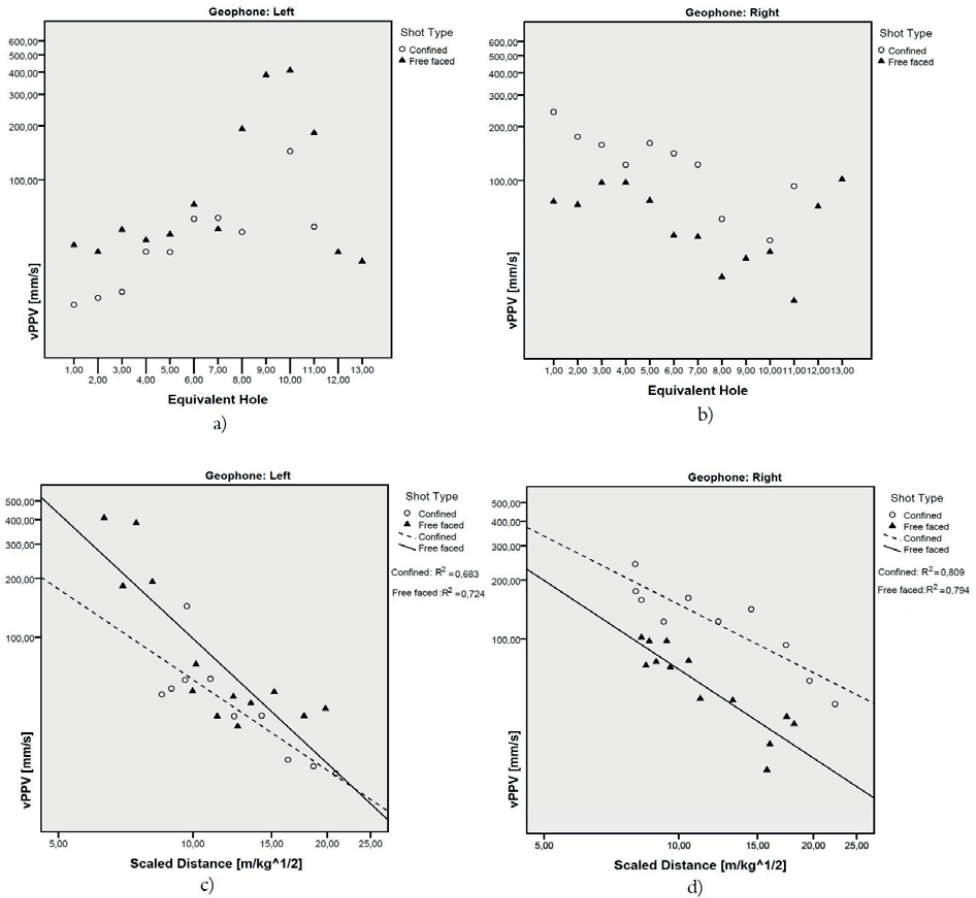 Geophone: Left
Shot Type
Confined
Free faced
600,00
500,00
400,00
300,00
200,00
100,00
vPPV [mm/s]
1,00 3,00 5,00 7,00 9,00 11,00 13,00
2,00 4,00 6,00 8,00 10,00 12,00
Equivalent Hole
a)
Geophone: Right
Shot Type
Confined
Free faced
600,00
500,00
400,00
300,00
200,00
100,00
vPPV [mm/s]
1,00 2,00 3,00 4,00 5,00 6,00 7,00 8,00 9,00 10,00 11,00 12,00 13,00
Equivalent Hole
b)
Geophone: Left
Shot Type
Confined
Free faced
Confined
Free faced
Confined: R2=0,683
Free faced:R2=0,724
500,00
400,00
300,00
200,00
100,00
vPPV [mm/s]
5,00 10,00 15,00 20,00 25,00
Scaled Distance [m/kg^1/2]
c)
Geophone: Right
Shot Type
Confined
Free faced
Confined
Free faced
Confined: R2=0,809
Free faced:R2=0,794
500,00
400,00
300,00
200,00
100,00
vPPV [mm/s]
5,00 10,00 15,00 20,00 25,00
Scaled Distance [m/kg^1/2]
d)